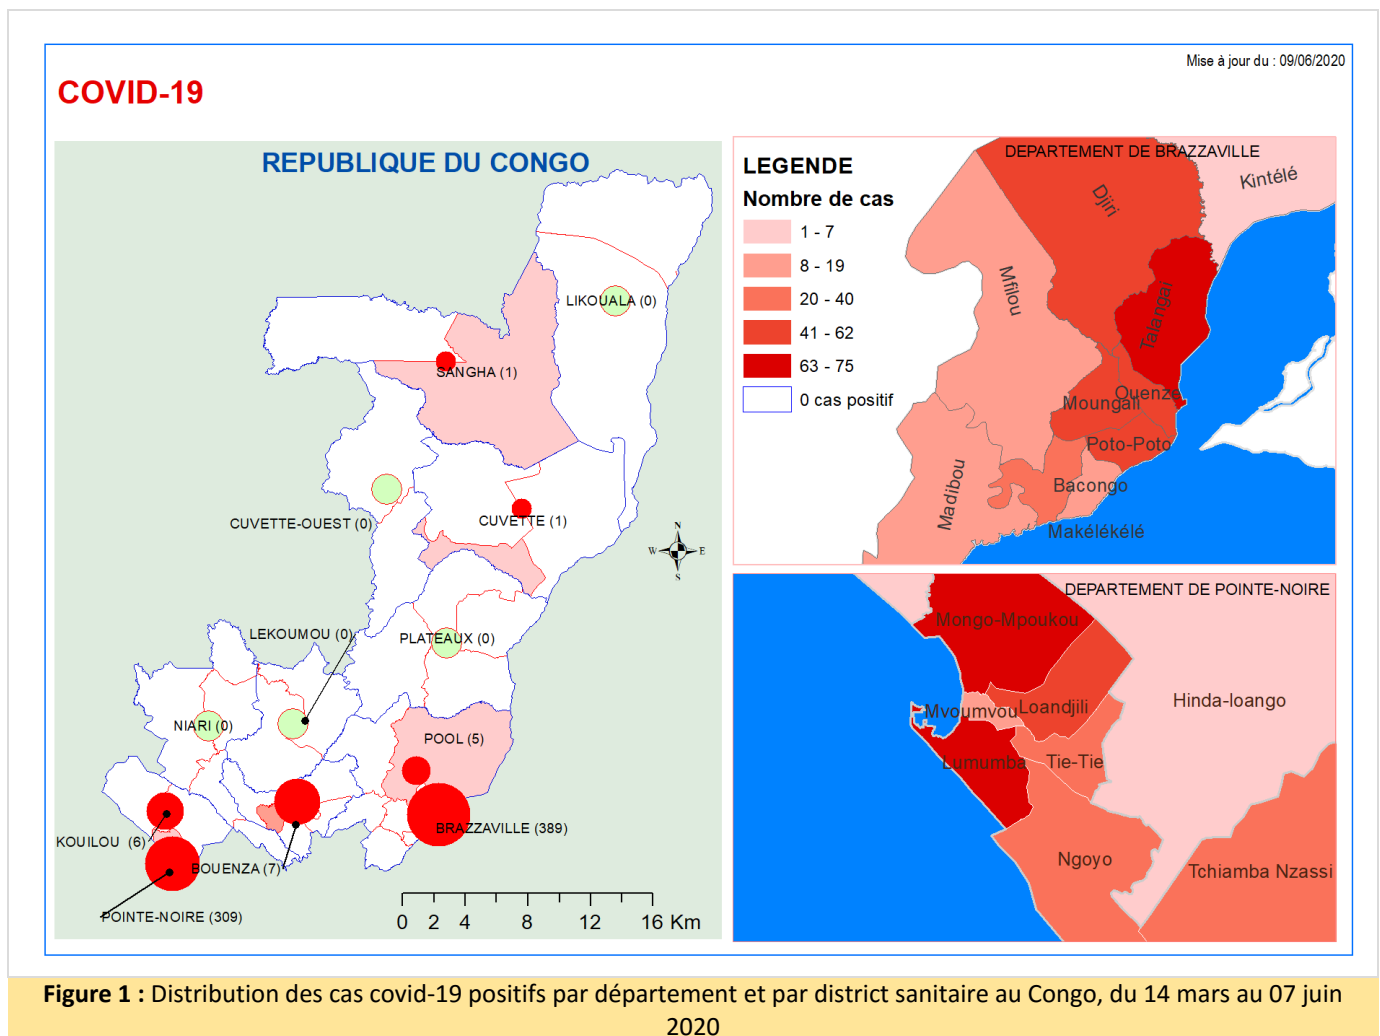 Mise à jour du : 09/06/2020
COVID-19
REPUBLIQUE DU CONGO
LIKOUALA (0)
SANGHA (1)
CUVETTE-OUEST (0)
CUVETTE (1)
N
W
E
S
LEKOUMOU (0)
PLATEAUX (0)
NIARI (0)
POOL (5)
BRAZZAVILLE (389)
KOUILOU (6)
BOUENZA (7)
POINTE-NOIRE (309)
0 2 4 8 12 16 Km
LEGENDE
Nombre de cas
1 - 7
8 - 19
20 - 40
41 - 62
63 - 75
0 cas positif
DEPARTEMENT DE BRAZZAVILLE
Kintélé
Djiri
Mfilou
Talangai
Ouenze
Moungali
Poto-Poto
Bacongo
Madibou
Makélékélé
DEPARTEMENT DE POINTE-NOIRE
Mongo-Mpoukou
Hinda-loango
Mvoumvou
Loandjili
Lumumba
Tie-Tie
Ngoyo
Tchiamba Nzassi
Figure 1 : Distribution des cas covid-19 positifs par département et par district sanitaire au Congo, du 14 mars au 07 juin
2020